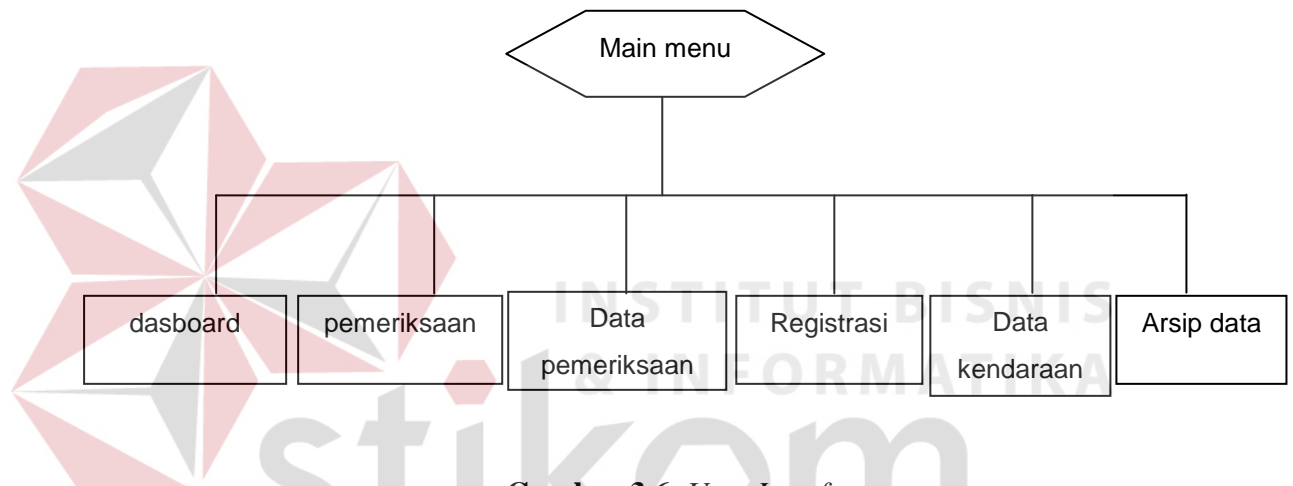 Main menu
dasboard
pemeriksaan
Data
pemeriksaan
Registrasi
Data
kendaraan
Arsip data
INSTITUT BISNIS
& INFORMATIKA
stikom